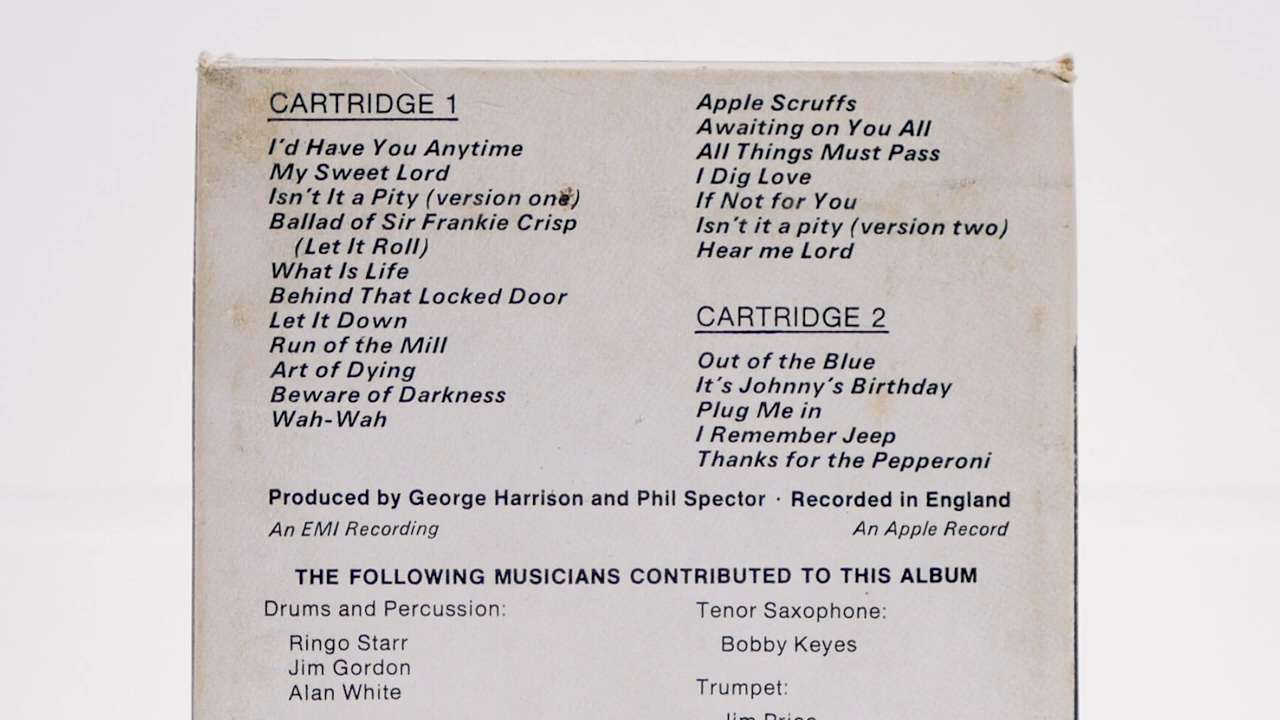 CARTRIDGE 1
I'd Have You Anytime
My Sweet Lord
Isn't It a Pity (version one)
Ballad of Sir Frankie Crisp
(Let It Roll)
What Is Life
Behind That Locked Door
Let It Down
Run of the Mill
Art of Dying
Beware of Darkness
Wah-Wah
Apple Scruffs
Awaiting on You All
All Things Must Pass
I Dig Love
If Not for You
Isn't it a pity (version two)
Hear me Lord
CARTRIDGE 2
Out of the Blue
It's Johnny's Birthday
Plug Me in
I Remember Jeep
Thanks for the Pepperoni
Produced by George Harrison and Phil Spector · Recorded in England
An EMI Recording
An Apple Record
THE FOLLOWING MUSICIANS CONTRIBUTED TO THIS ALBUM
Drums and Percussion:
Ringo Starr
Jim Gordon
Alan White
Tenor Saxophone:
Bobby Keyes
Trumpet:
Jim Price